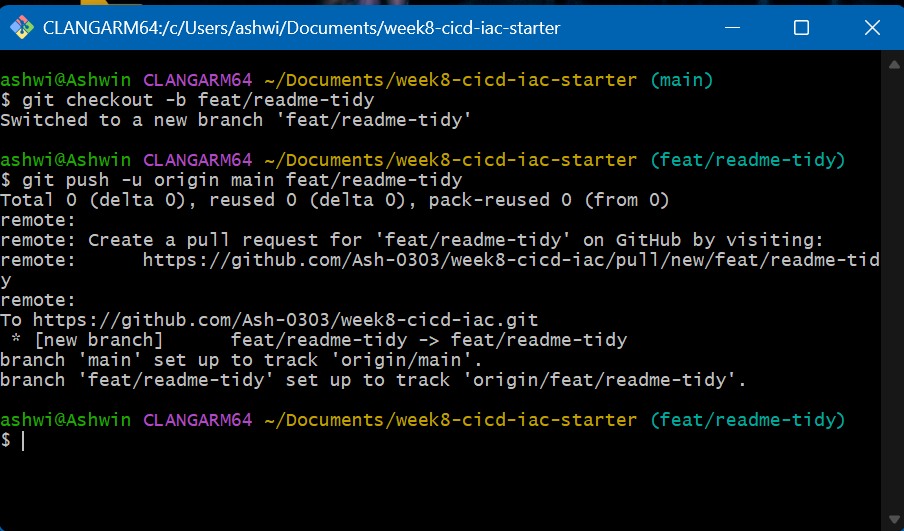 CLANGARM64:/c/Users/ashwi/Documents/week8-cicd-iac-starter
ashwi@Ashwin CLANGARM64 ~/Documents/week8-cicd-iac-starter (main)
$ git checkout -b feat/readme-tidy
Switched to a new branch 'feat/readme-tidy'
ashwi@Ashwin CLANGARM64 ~/Documents/week8-cicd-iac-starter (feat/readme-tidy)
$ git push -u origin main feat/readme-tidy
Total 0 (delta 0), reused 0 (delta 0), pack-reused 0 (from 0)
remote:
remote: Create a pull request for 'feat/readme-tidy' on GitHub by visiting:
remote:      https://github.com/Ash-0303/week8-cicd-iac/pull/new/feat/readme-tid
y
remote:
To https://github.com/Ash-0303/week8-cicd-iac.git
 * [new branch]      feat/readme-tidy -> feat/readme-tidy
branch 'main' set up to track 'origin/main'.
branch 'feat/readme-tidy' set up to track 'origin/feat/readme-tidy'.
ashwi@Ashwin CLANGARM64 ~/Documents/week8-cicd-iac-starter (feat/readme-tidy)
$